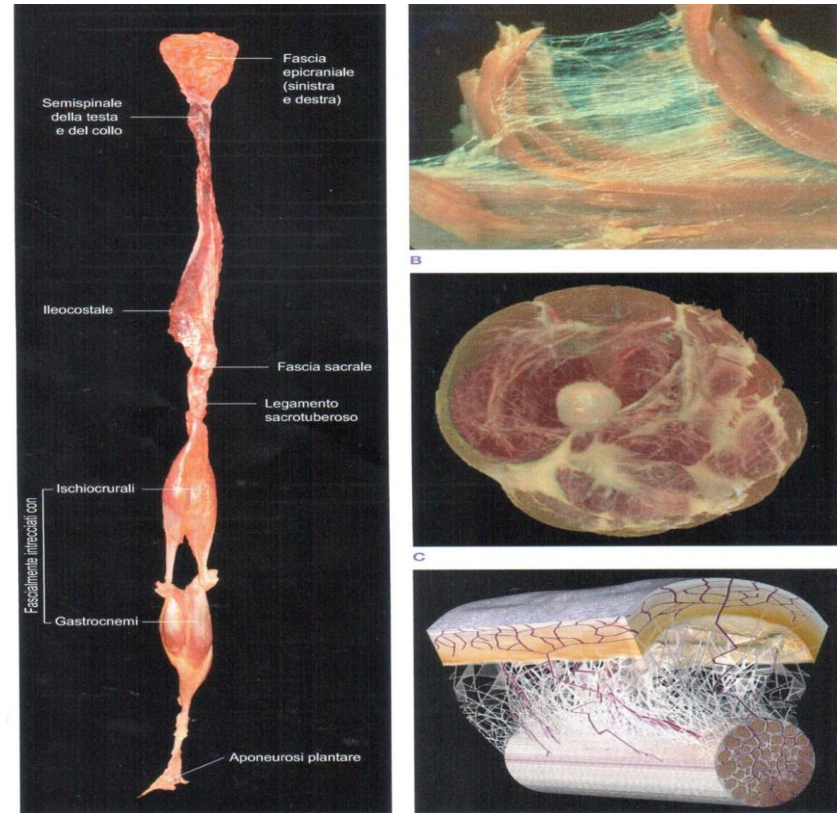 Fascia
epicraniale
(sinistra
e destra)
Semispinale
della testa
e del collo
Ileocostale
Fascia sacrale
Legamento
sacrotuberoso
Ischiocrurali
Fascialmente intrecciati con
Gastrocnemi
Aponeurosi plantare
B
C